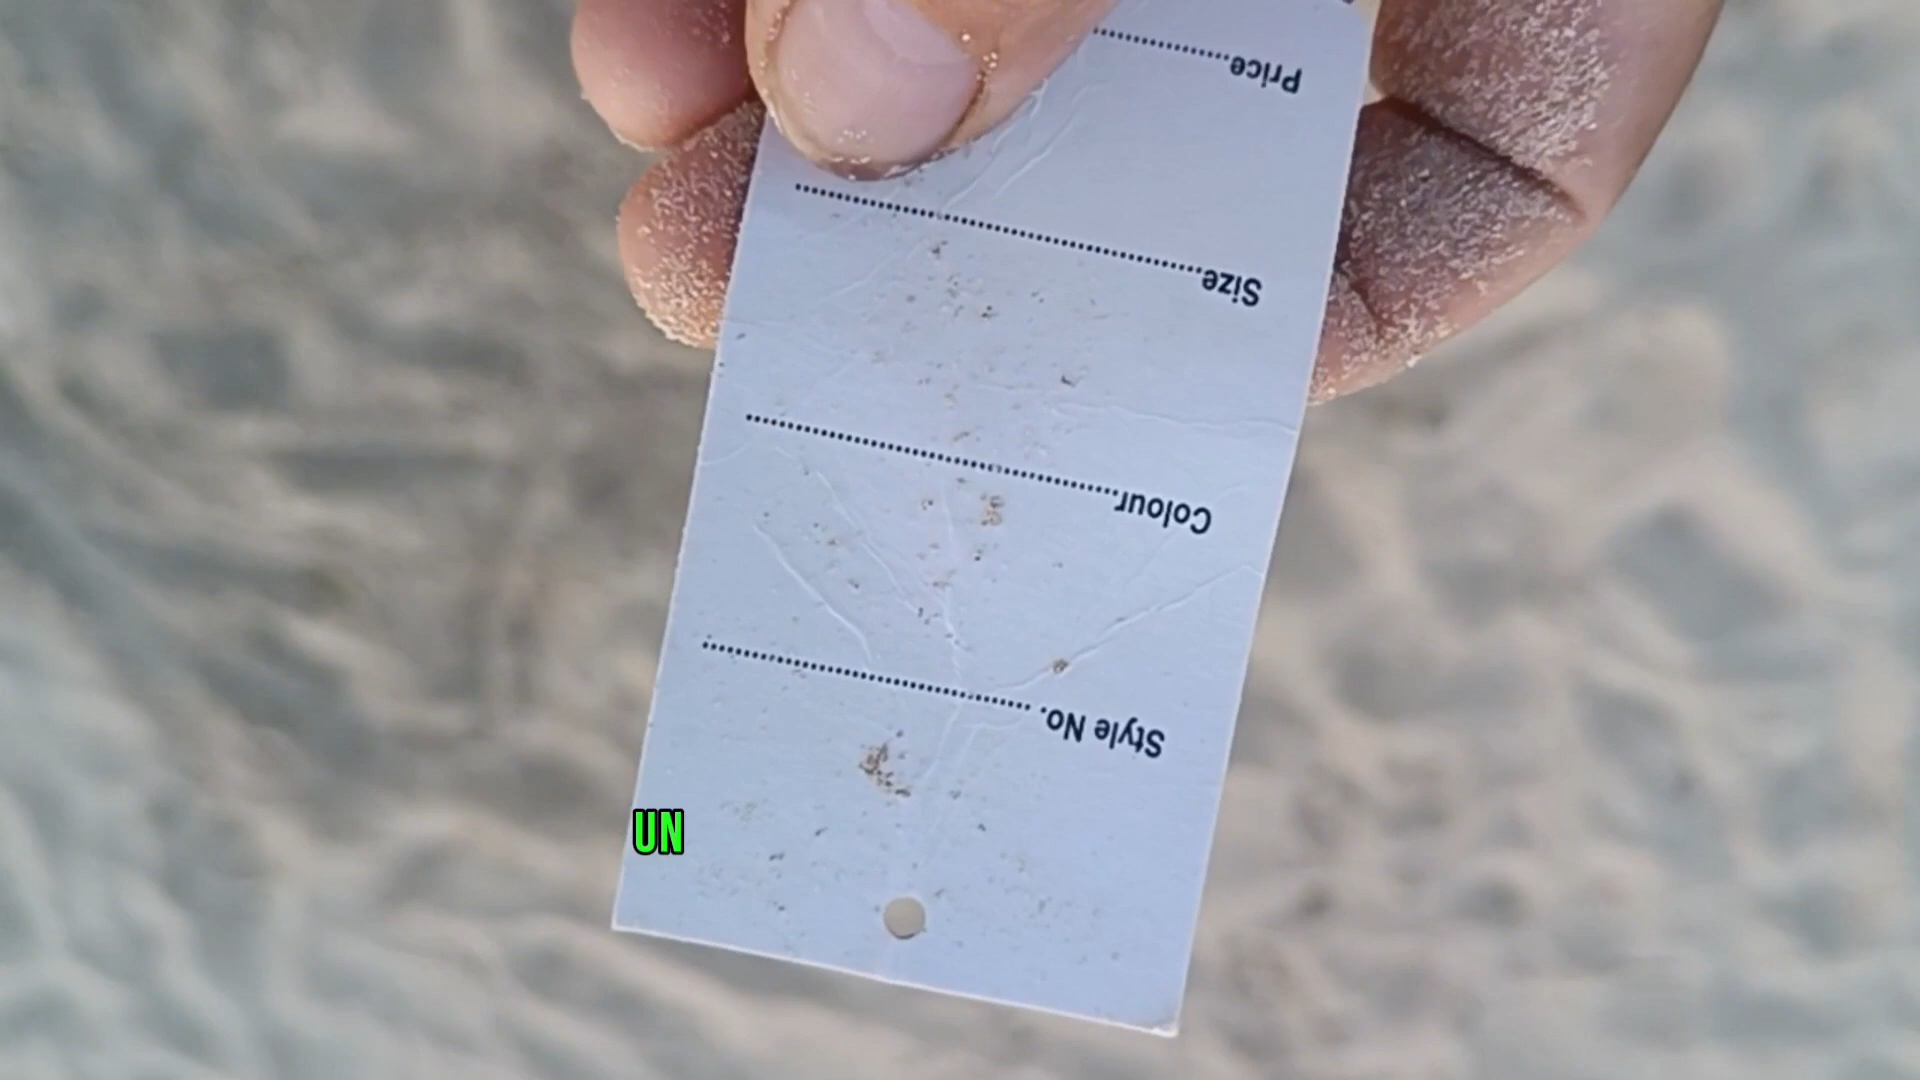 Style No. ................................
Colour....................................
Size.........................................
Price...............
UN